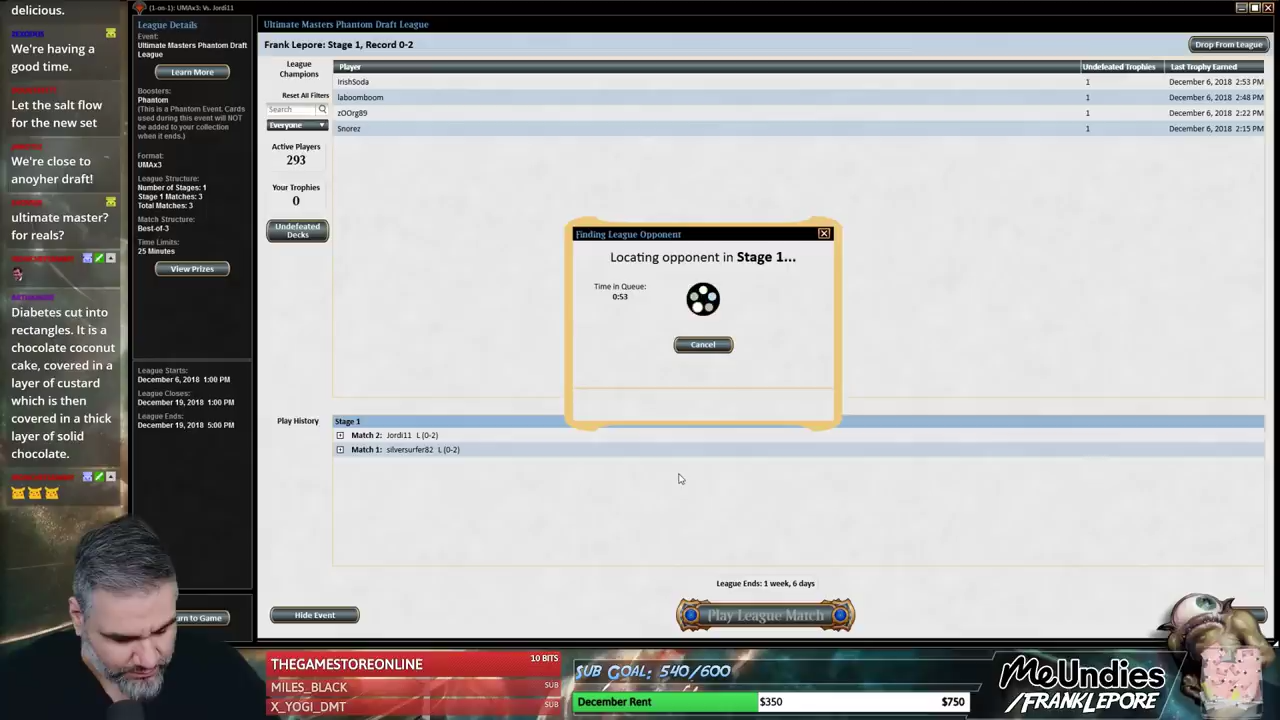 delicious.
We're having a
good time.
Let the salt flow
for the new set
We're close to
anoyher draft!
ultimate master?
for reals?
Diabetes cut into
rectangles. It is a
chocolate coconut
cake, covered in a
layer of custard
which is then
covered in a thick
layer of solid
chocolate.
(1-on-1): UMAx3: Vs. Jordi11
League Details
Event:
Ultimate Masters Phantom Draft
League
Learn More
Boosters:
Phantom
(This is a Phantom Event. Cards
used during this event will NOT
be added to your collection
when it ends.)
Format:
UMAx3
League Structure:
Number of Stages: 1
Stage 1 Matches: 3
Total Matches: 3
Match Structure:
Best-of-3
Time Limits:
25 Minutes
View Prizes
League Starts:
December 6, 2018 1:00 PM
League Closes:
December 19, 2018 1:00 PM
League Ends:
December 19, 2018 5:00 PM
to Game
Ultimate Masters Phantom Draft League
Frank Lepore: Stage 1, Record 0-2
Drop From League
League
Champions
Reset All Filters
Search
Everyone
Active Players
293
Your Trophies
0
Undefeated
Decks
Player Undefeated Trophies Last Trophy Earned
IrishSoda 1 December 6, 2018 2:53 PM
laboomboom 1 December 6, 2018 2:48 PM
zOOrg89 1 December 6, 2018 2:22 PM
Snorez 1 December 6, 2018 2:15 PM
Finding League Opponent
Locating opponent in Stage 1...
Time in Queue:
0:53
Cancel
Play History
Stage 1
Match 2: Jordi11 L (0-2)
Match 1: silversurfer82 L (0-2)
League Ends: 1 week, 6 days
Hide Event
Play League Match
THEGAMESTOREONLINE 10 BITS
MILES_BLACK SUB
X_YOGI_DMT SUB
SUB GOAL: 540/600
December Rent $350 $750
MeUndies
/FRANKLEPORE